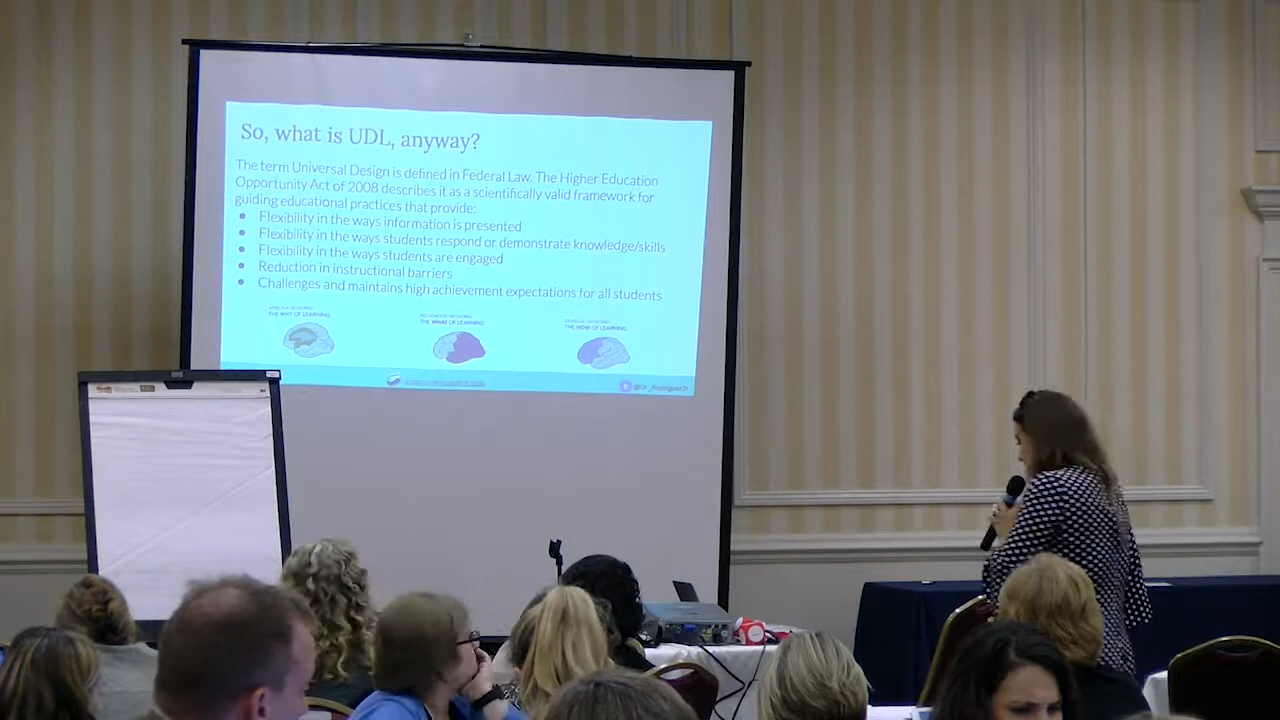 So, what is UDL, anyway?
The term Universal Design is defined in Federal Law. The Higher Education
Opportunity Act of 2008 describes it as a scientifically valid framework for
guiding educational practices that provide:
● Flexibility in the ways information is presented
● Flexibility in the ways students respond or demonstrate knowledge/skills
● Flexibility in the ways students are engaged
● Reduction in instructional barriers
● Challenges and maintains high achievement expectations for all students
THE WHY OF LEARNING
THE WHAT OF LEARNING
THE HOW OF LEARNING